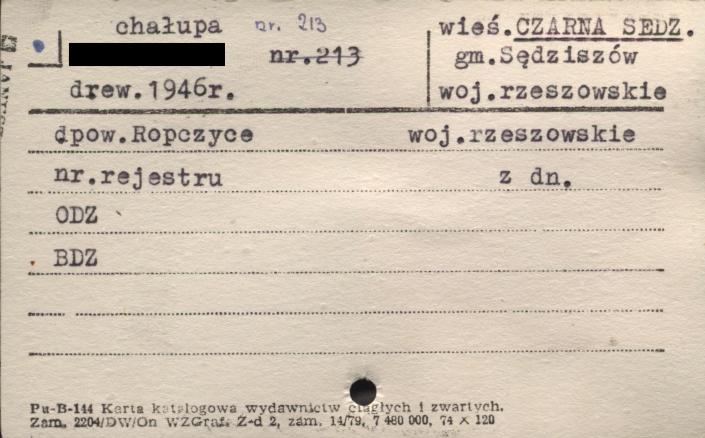 chałupa nr. 213 wieś.CZARNA SĘDZ.
nr.213 gm.Sędziszów
drew.1946r. woj.rzeszowskie
dpow.Ropczyce woj.rzeszowskie
nr.rejestru z dn.
ODZ
BDZ
Pu-B-144 Karta katalogowa wydawnictw ciągłych i zwartych.
Zam. 2204/DW/On WZGraf. Z-d 2, zam. 14/79, 7 480 000, 74 × 120